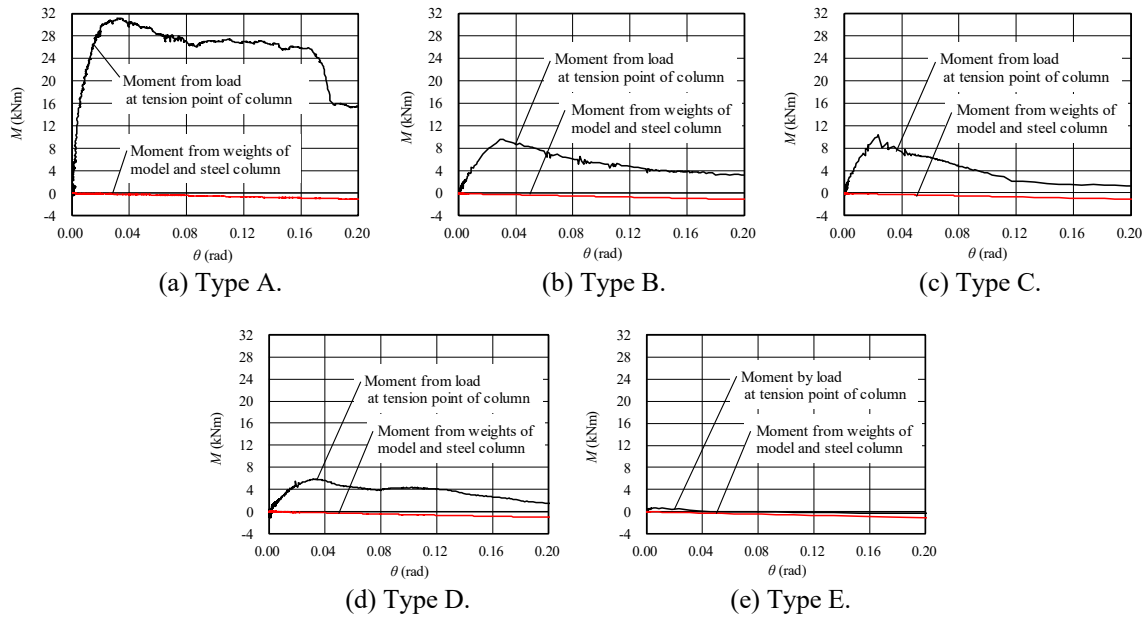 32
28
24
20
16
12
8
4
0
-4
M (kNm)
Moment from load
at tension point of column
Moment from weights of
model and steel column
0.00 0.04 0.08 0.12 0.16 0.20
θ (rad)
(a) Type A.
32
28
24
20
16
12
8
4
0
-4
M (kNm)
Moment from load
at tension point of column
Moment from weights of
model and steel column
0.00 0.04 0.08 0.12 0.16 0.20
θ (rad)
(b) Type B.
32
28
24
20
16
12
8
4
0
-4
M (kNm)
Moment from load
at tension point of column
Moment from weights of
model and steel column
0.00 0.04 0.08 0.12 0.16 0.20
θ (rad)
(c) Type C.
32
28
24
20
16
12
8
4
0
-4
M (kNm)
Moment from load
at tension point of column
Moment from weights of
model and steel column
0.00 0.04 0.08 0.12 0.16 0.20
θ (rad)
(d) Type D.
32
28
24
20
16
12
8
4
0
-4
M (kNm)
Moment by load
at tension point of column
Moment from weights of
model and steel column
0.00 0.04 0.08 0.12 0.16 0.20
θ (rad)
(e) Type E.